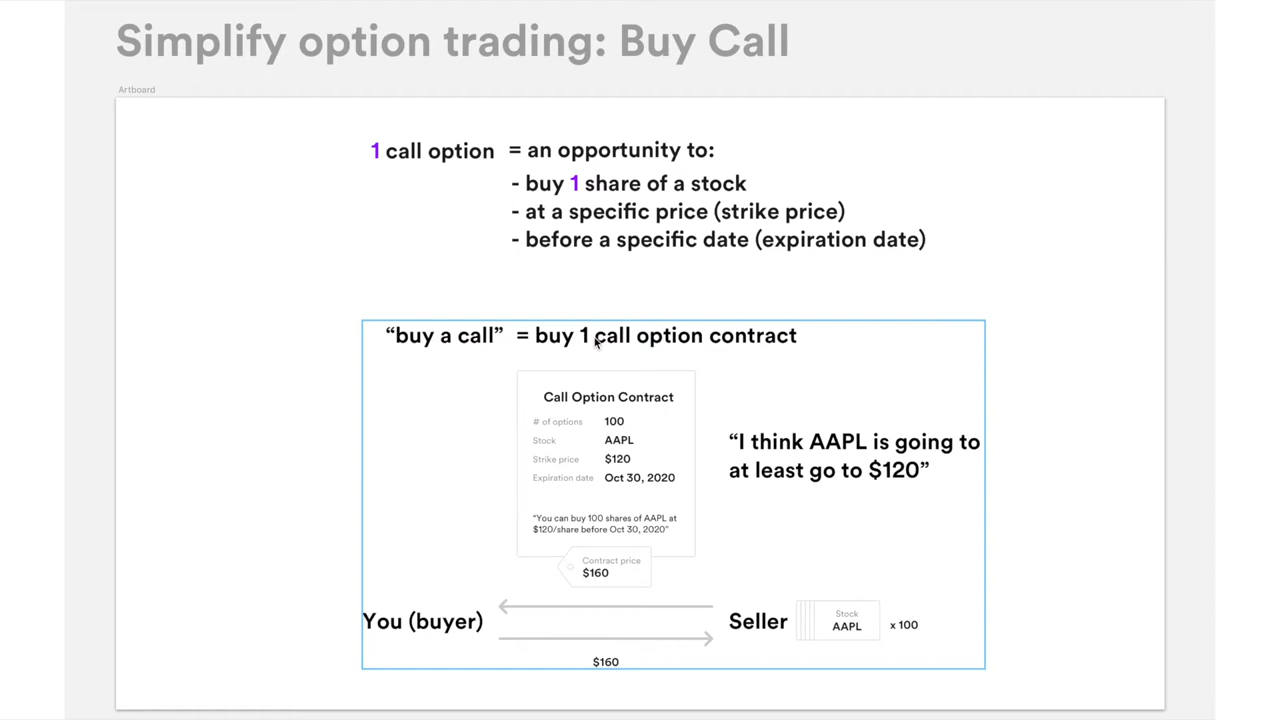 Simplify option trading: Buy Call
Artboard
1 call option = an opportunity to:
- buy 1 share of a stock
- at a specific price (strike price)
- before a specific date (expiration date)
“buy a call” = buy 1 call option contract
Call Option Contract
# of options 100
Stock AAPL
Strike price $120
Expiration date Oct 30, 2020
"You can buy 100 shares of AAPL at
$120/share before Oct 30, 2020"
Contract price
$160
“I think AAPL is going to
at least go to $120”
You (buyer)
Seller
Stock
AAPL
x 100
$160